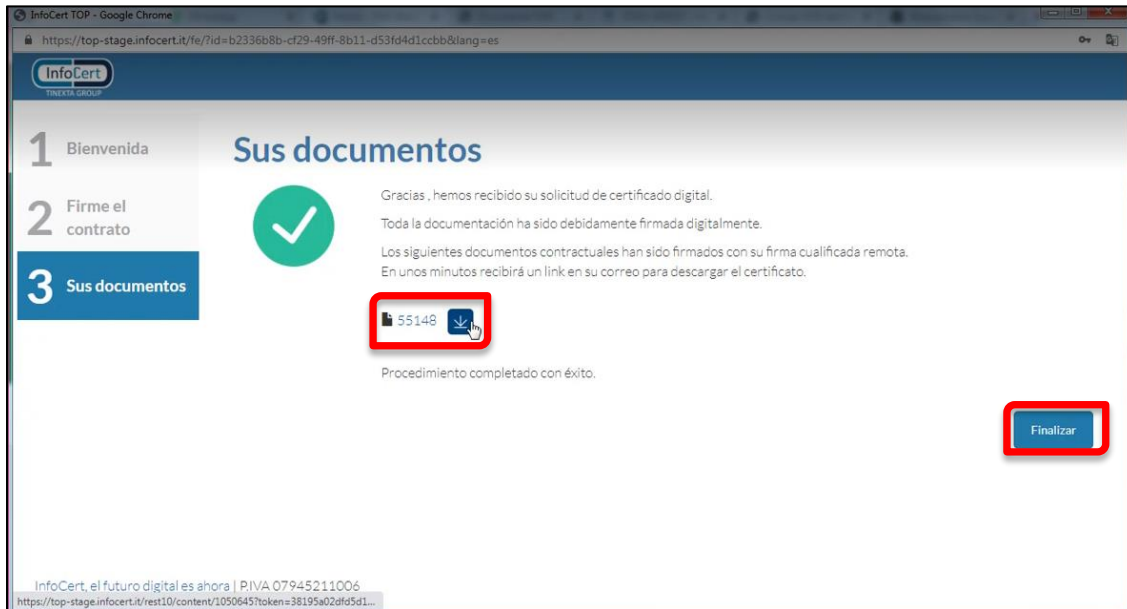 InfoCert TOP - Google Chrome
https://top-stage.infocert.it/fe/?id=b2336b8b-cf29-49ff-8b11-d53fd4d1ccbb&lang=es
InfoCert
TINEXTA GROUP
1 Bienvenida
2 Firme el
contrato
3 Sus documentos
Sus documentos
Gracias , hemos recibido su solicitud de certificado digital.
Toda la documentación ha sido debidamente firmada digitalmente.
Los siguientes documentos contractuales han sido firmados con su firma cualificada remota.
En unos minutos recibirá un link en su correo para descargar el certificato.
55148
Procedimiento completado con éxito.
Finalizar
InfoCert, el futuro digital es ahora | P.IVA 07945211006
https://top-stage.infocert.it/rest10/content/1050645?token=38195a02dfd5d1...